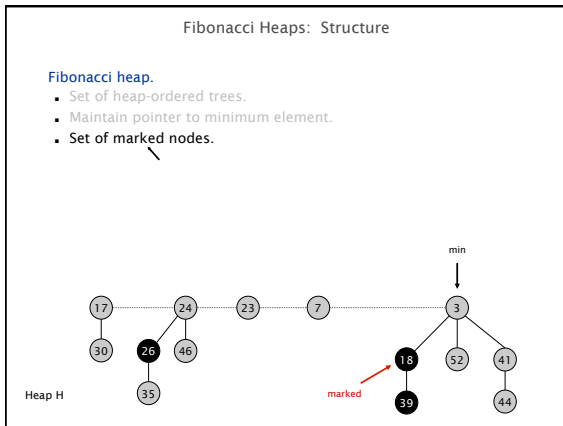 Fibonacci Heaps: Structure
Fibonacci heap.
▪ Set of heap-ordered trees.
▪ Maintain pointer to minimum element.
▪ Set of marked nodes.
min
17 24 23 7 3
30 26 46 18 52 41
35 39 44
Heap H
marked